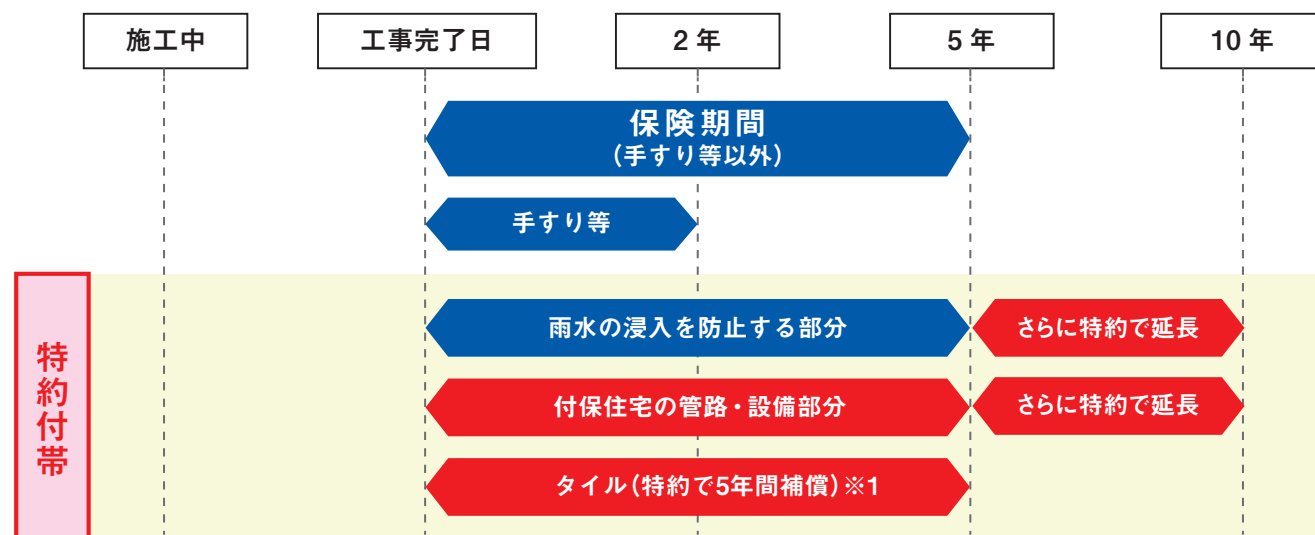 施工中
工事完了日
2年
5年
10年
保険期間
(手すり等以外)
手すり等
特約付帯
雨水の浸入を防止する部分
さらに特約で延長
付保住宅の管路・設備部分
さらに特約で延長
タイル(特約で5年間補償)※1